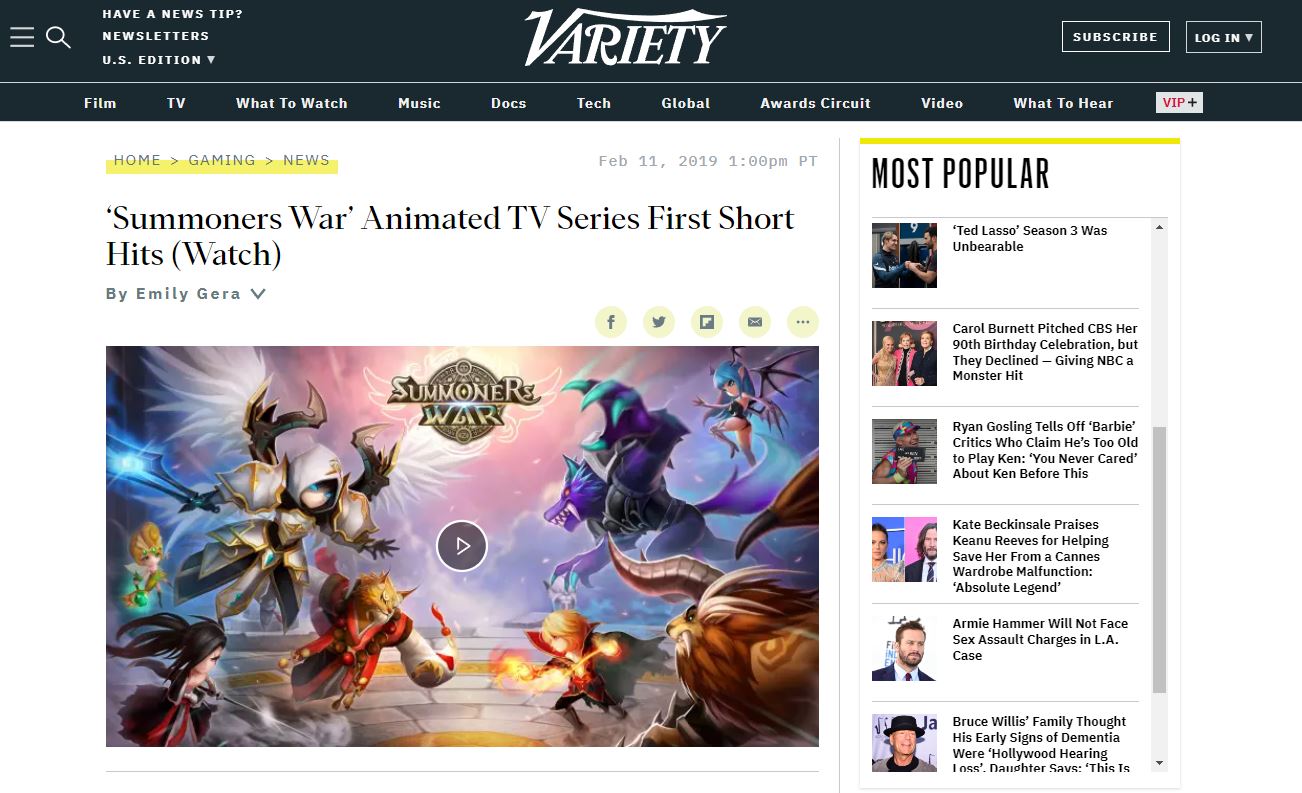 HAVE A NEWS TIP?
NEWSLETTERS
U.S. EDITION ▼
VARIETY
SUBSCRIBE
LOG IN ▼
Film TV What To Watch Music Docs Tech Global Awards Circuit Video What To Hear VIP+
HOME > GAMING > NEWS
Feb 11, 2019 1:00pm PT
‘Summoners War’ Animated TV Series First Short
Hits (Watch)
By Emily Gera
SUMMONERS
WAR
MOST POPULAR
‘Ted Lasso’ Season 3 Was
Unbearable
Carol Burnett Pitched CBS Her
90th Birthday Celebration, but
They Declined — Giving NBC a
Monster Hit
Ryan Gosling Tells Off ‘Barbie’
Critics Who Claim He’s Too Old
to Play Ken: ‘You Never Cared’
About Ken Before This
Kate Beckinsale Praises
Keanu Reeves for Helping
Save Her From a Cannes
Wardrobe Malfunction:
‘Absolute Legend’
Armie Hammer Will Not Face
Sex Assault Charges in L.A.
Case
Bruce Willis’ Family Thought
His Early Signs of Dementia
Were ‘Hollywood Hearing
Loss’, Daughter Says: ‘This Is